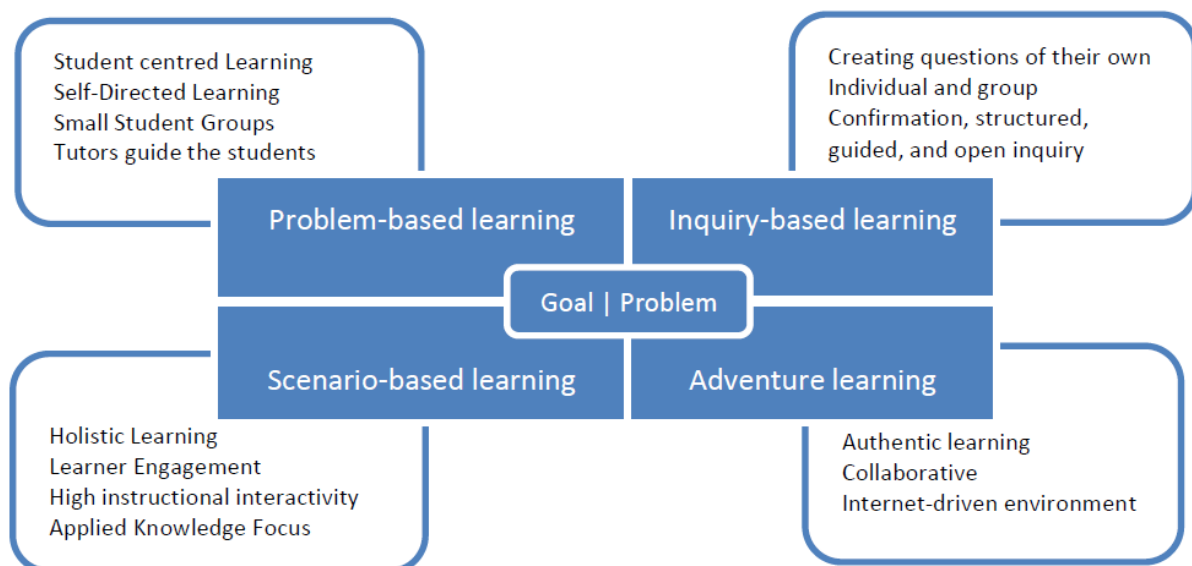 Student centred Learning
Self-Directed Learning
Small Student Groups
Tutors guide the students
Creating questions of their own
Individual and group
Confirmation, structured,
guided, and open inquiry
Problem-based learning
Inquiry-based learning
Goal | Problem
Scenario-based learning
Adventure learning
Holistic Learning
Learner Engagement
High instructional interactivity
Applied Knowledge Focus
Authentic learning
Collaborative
Internet-driven environment